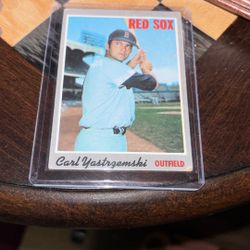 RED SOX
B
Carl Yastrzemski OUTFIELD